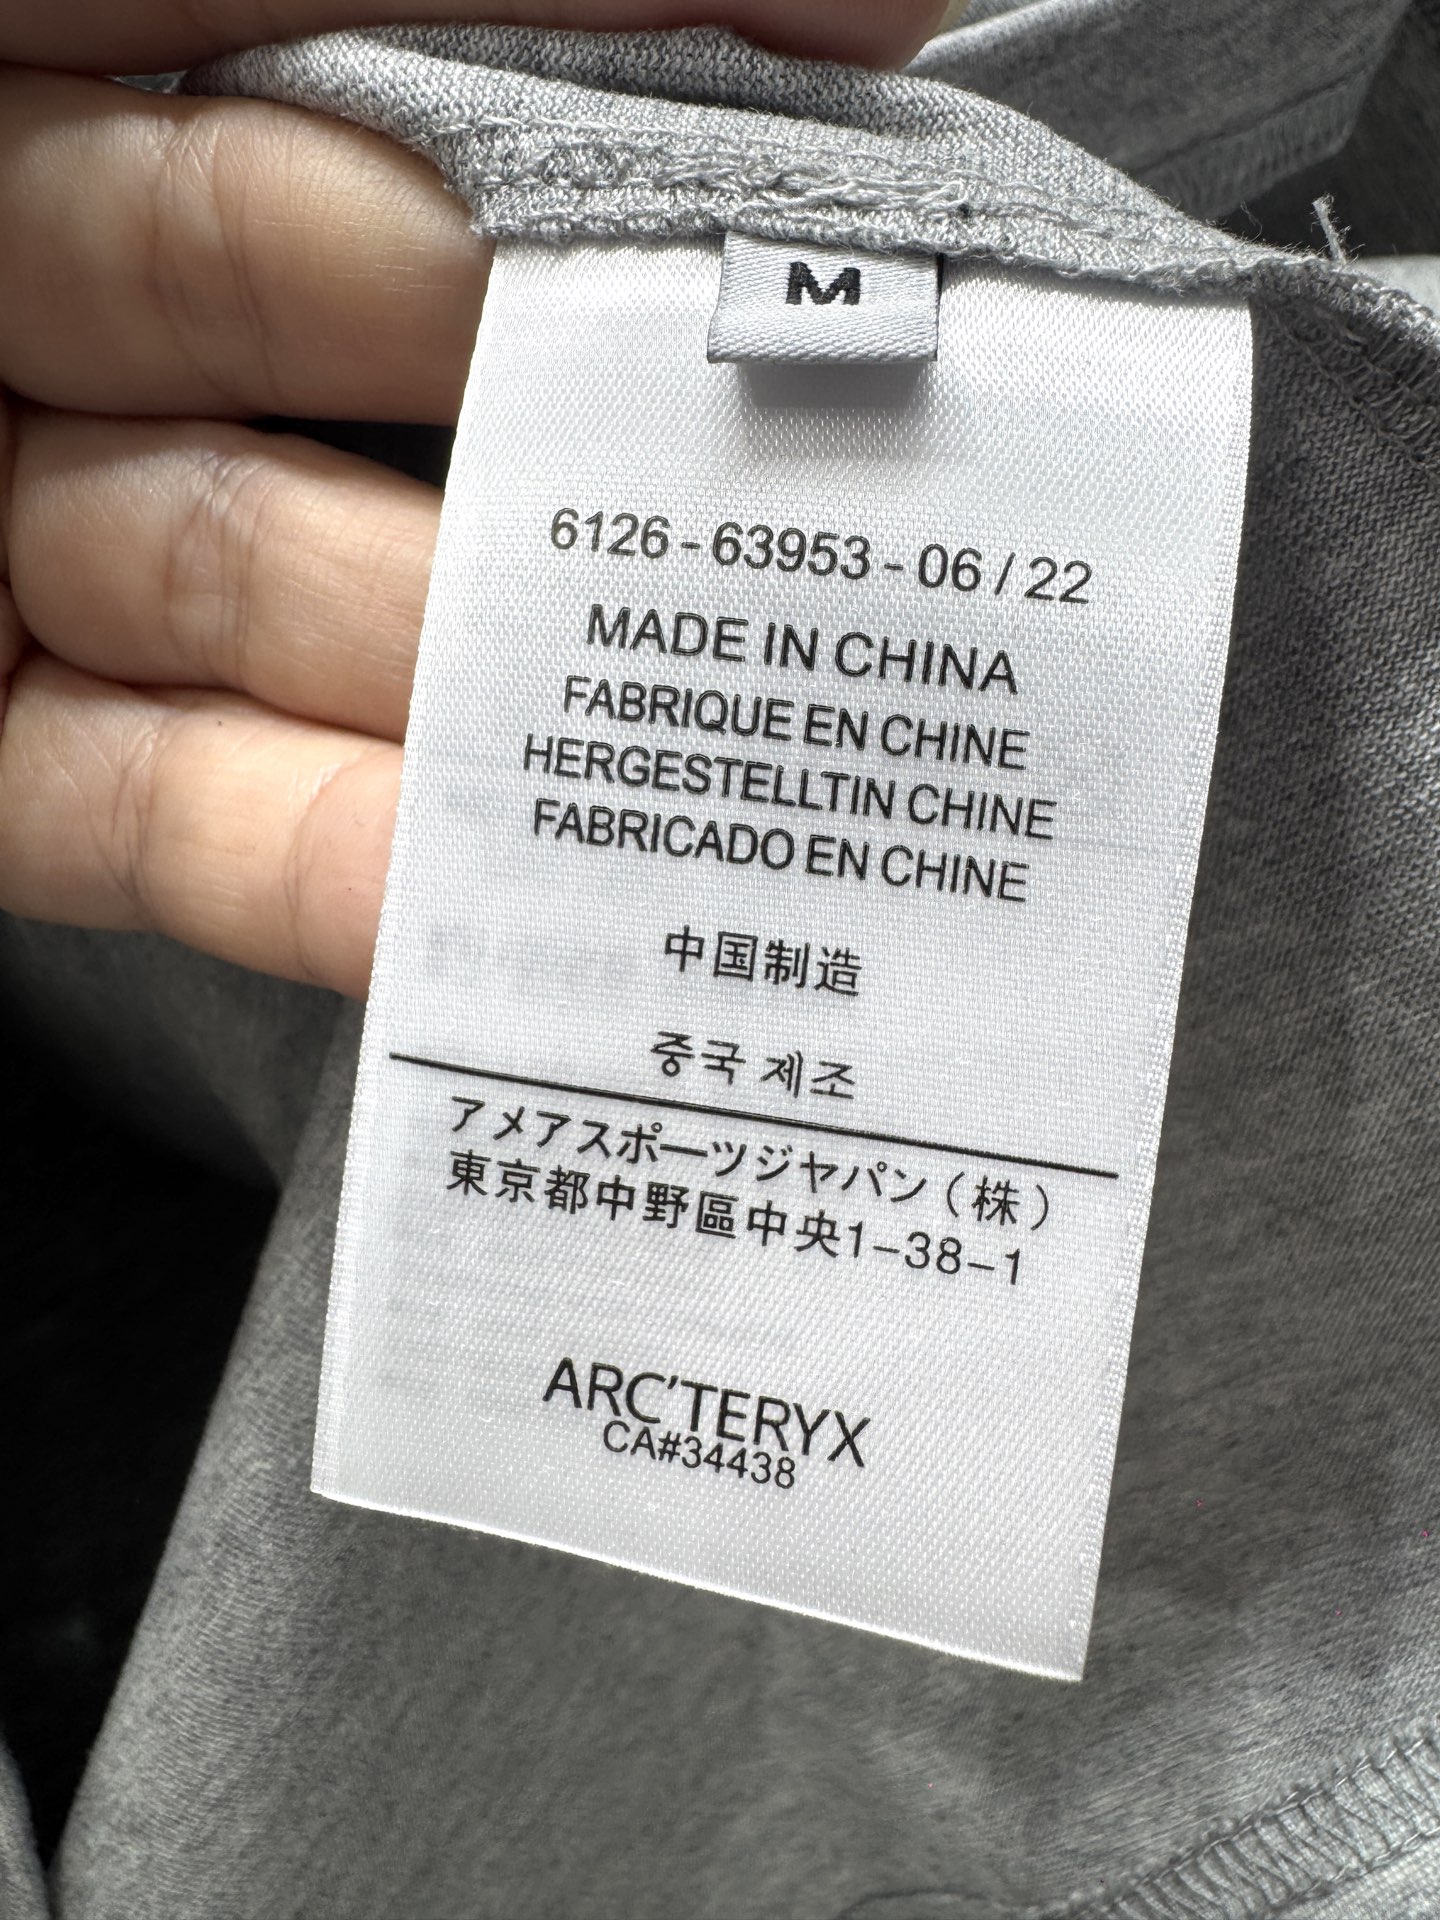 M
6126-63953-06/22
MADE IN CHINA
FABRIQUE EN CHINE
HERGESTELLTIN CHINE
FABRICADO EN CHINE
中国制造
중국 제조
アメアスポーツジャパン（株）
東京都中野區中央1-38-1
ARC'TERYX
CA#34438